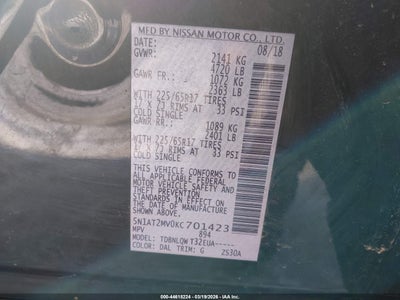 MFD BY NISSAN MOTOR CO., LTD.
DATE: 08/18
GVWR: 2141 KG
4720 LB
GAWR FR: 1072 KG
2363 LB
WITH 225/65R17 TIRES
17 X 7J RIMS AT 33 PSI
COLD SINGLE
GAWR RR: 1089 KG
2401 LB
WITH 225/65R17 TIRES
17 X 7J RIMS AT 33 PSI
COLD SINGLE
THIS VEHICLE CONFORMS TO ALL
APPLICABLE FEDERAL MOTOR VEHICLE
SAFETY AND THEFT PREVENTION
STANDARDS IN EFFECT ON THE DATE OF
MANUFACTURE SHOWN ABOVE.
5N1AT2MV0KC701423
MPV 894
MODEL: TDBNLQW T32EUA-----
COLOR: DAL TRIM: G ZS30A
000-44618224 - 03/19/2026 - IAA